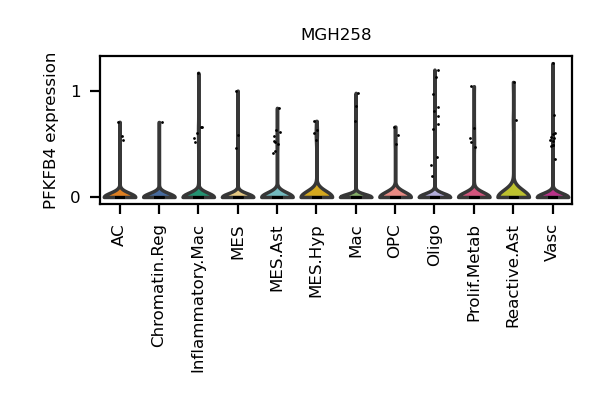 MGH258
PFKFB4 expression
1
0
AC
Chromatin.Reg
Inflammatory.Mac
MES
MES.Ast
MES.Hyp
Mac
OPC
Oligo
Prolif.Metab
Reactive.Ast
Vasc